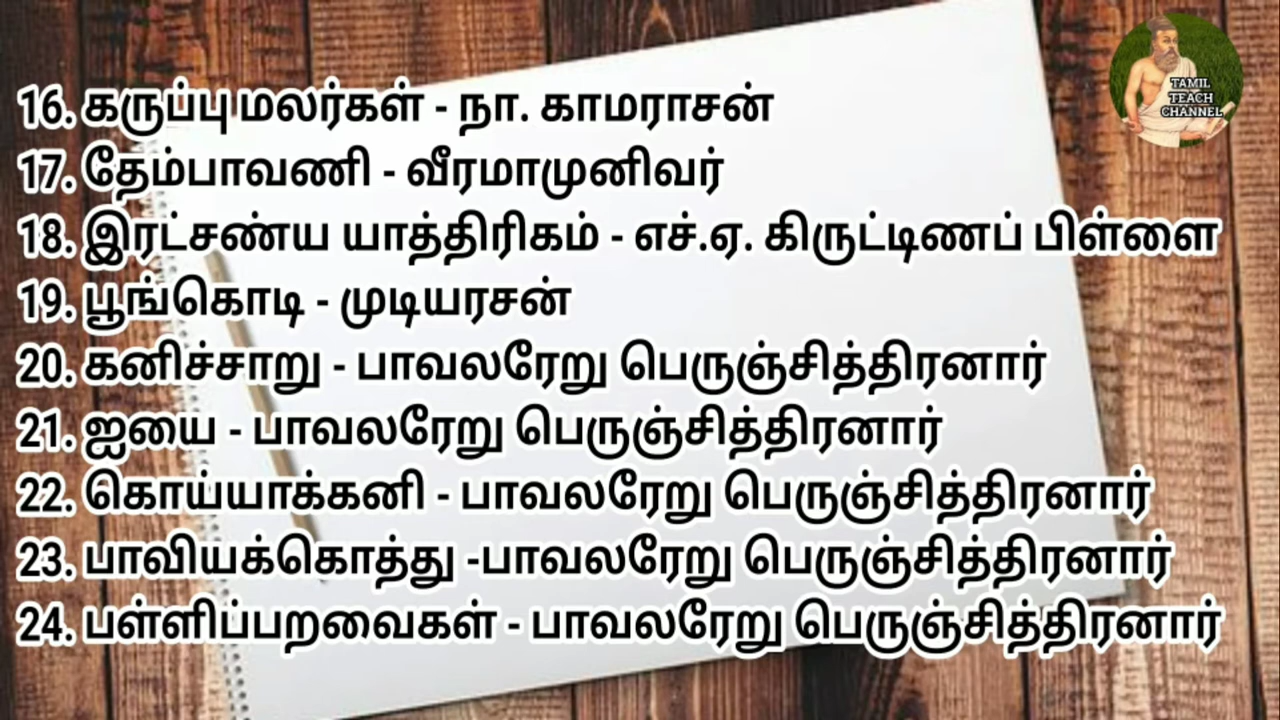 16. கருப்பு மலர்கள் - நா. காமராசன்
17. தேம்பாவணி - வீரமாமுனிவர்
18. இரட்சண்ய யாத்திரிகம் - எச்.ஏ. கிருட்டிணப் பிள்ளை
19. பூங்கொடி - முடியரசன்
20. கனிச்சாறு - பாவலரேறு பெருஞ்சித்திரனார்
21. ஐயை - பாவலரேறு பெருஞ்சித்திரனார்
22. கொய்யாக்கனி - பாவலரேறு பெருஞ்சித்திரனார்
23. பாவியக்கொத்து -பாவலரேறு பெருஞ்சித்திரனார்
24. பள்ளிப்பறவைகள் - பாவலரேறு பெருஞ்சித்திரனார்
TAMIL
TEACH
CHANNEL